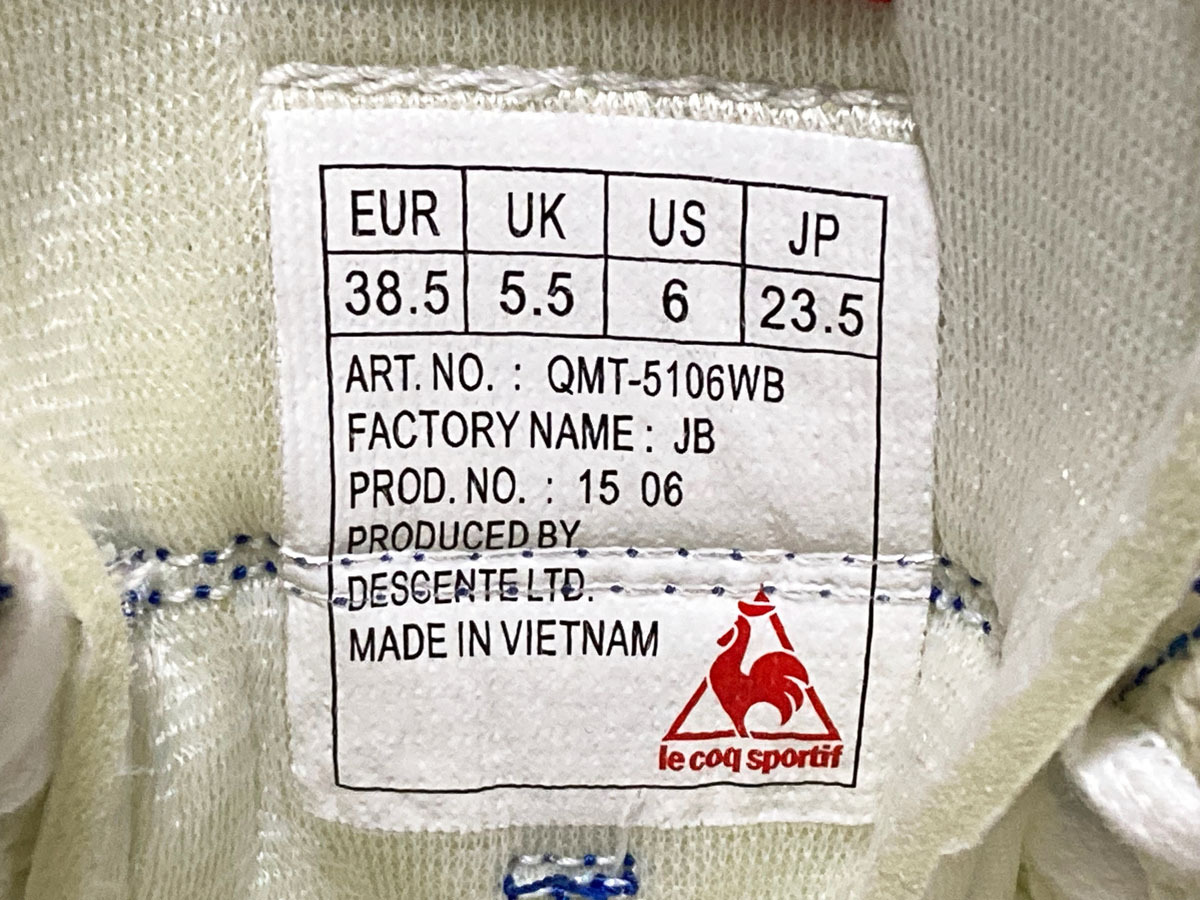 EUR UK US JP
38.5 5.5 6 23.5
ART. NO. : QMT-5106WB
FACTORY NAME : JB
PROD. NO. : 15 06
PRODUCED BY
DESCENTE LTD.
MADE IN VIETNAM
le coq sportif